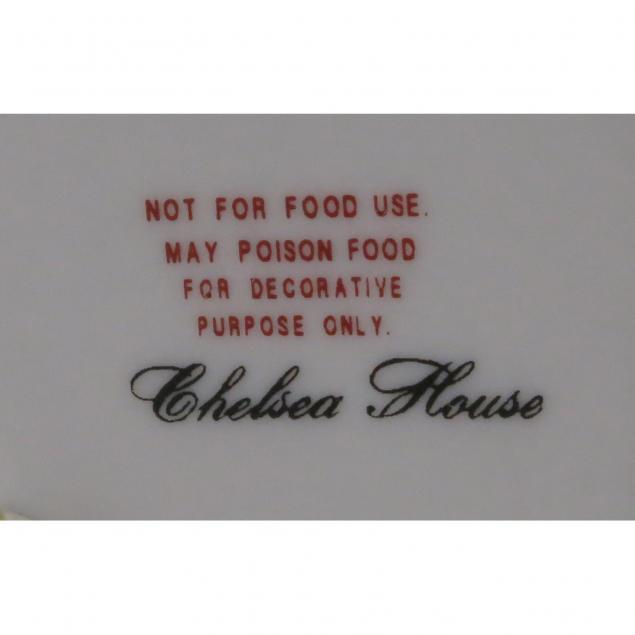 NOT FOR FOOD USE.
MAY POISON FOOD
FOR DECORATIVE
PURPOSE ONLY.
Chelsea House